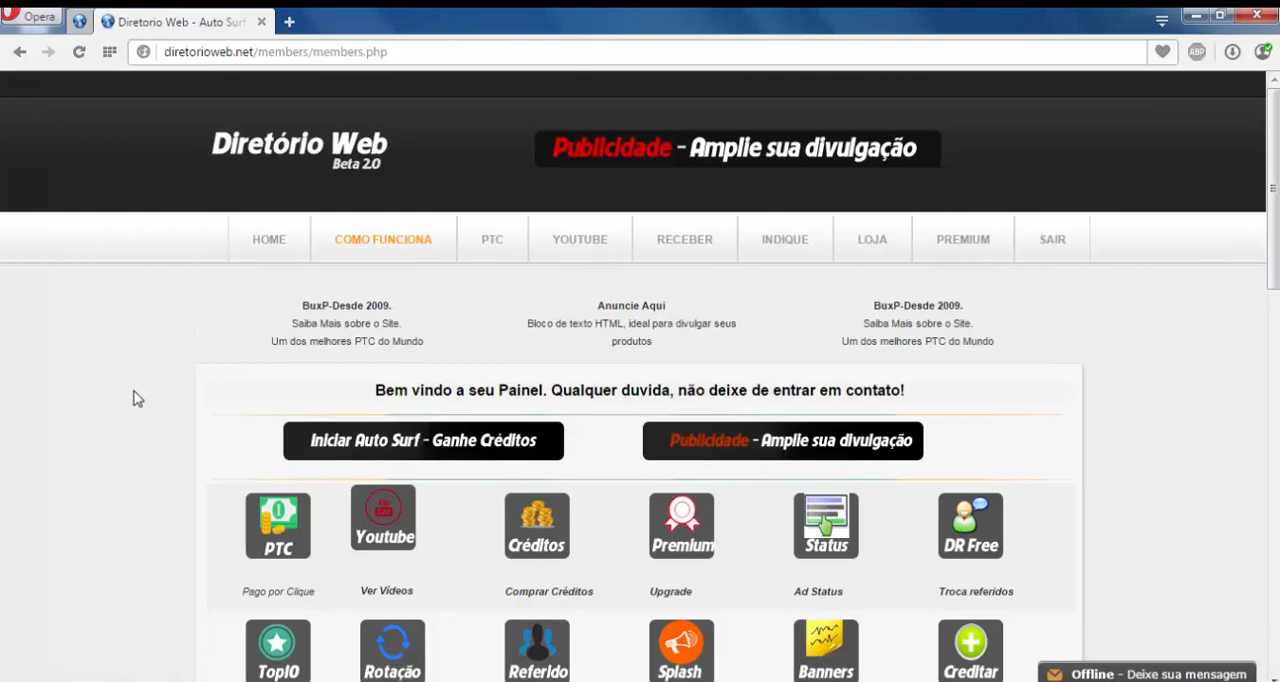 Opera
Diretorio Web - Auto Surf
diretorioweb.net/members/members.php
ABP
Diretório Web
Beta 2.0
Publicidade - Amplie sua divulgação
HOME
COMO FUNCIONA
PTC
YOUTUBE
RECEBER
INDIQUE
LOJA
PREMIUM
SAIR
BuxP-Desde 2009.
Saiba Mais sobre o Site.
Um dos melhores PTC do Mundo
Anuncie Aqui
Bloco de texto HTML, ideal para divulgar seus
produtos
BuxP-Desde 2009.
Saiba Mais sobre o Site.
Um dos melhores PTC do Mundo
Bem vindo a seu Painel. Qualquer duvida, não deixe de entrar em contato!
Iniciar Auto Surf - Ganhe Créditos
Publicidade - Amplie sua divulgação
PTC
Youtube
Créditos
Premium
Status
DR Free
Pago por Clique
Ver Vídeos
Comprar Créditos
Upgrade
Ad Status
Troca referidos
Top10
Rotação
Referido
Splash
Banners
Creditar
Offline - Deixe sua mensagem